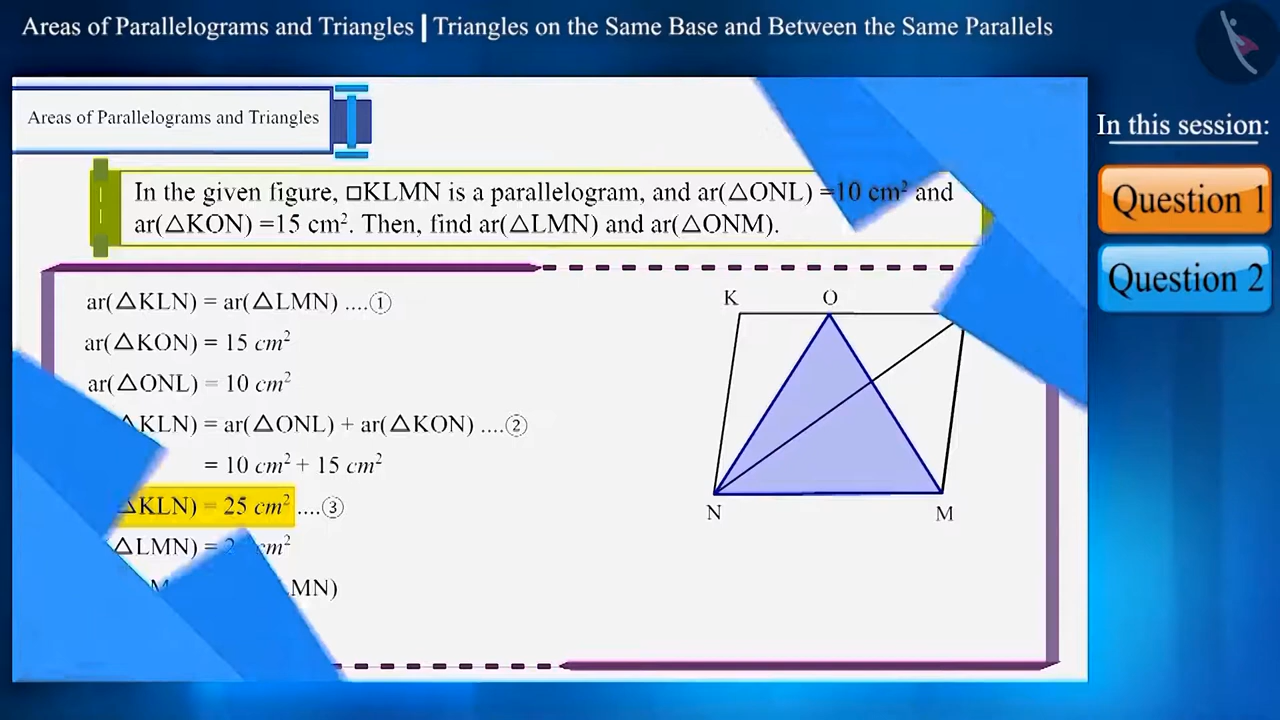 Areas of Parallelograms and Triangles | Triangles on the Same Base and Between the Same Parallels
In this session:
Question 1
Question 2
Areas of Parallelograms and Triangles
In the given figure, □KLMN is a parallelogram, and ar(△ONL) =10 cm² and
ar(△KON) =15 cm². Then, find ar(△LMN) and ar(△ONM).
ar(△KLN) = ar(△LMN) ....①
ar(△KON) = 15 cm²
ar(△ONL) = 10 cm²
△KLN) = ar(△ONL) + ar(△KON) ....②
= 10 cm² + 15 cm²
△KLN) = 25 cm² ....③
△LMN) = 2 cm²
MN)
K O
N M